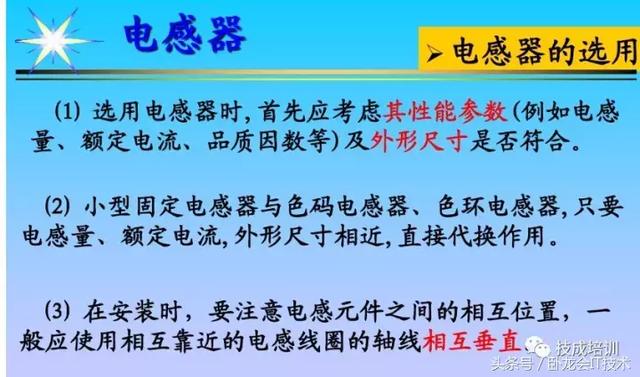 电感器
➢ 电感器的选用
(1) 选用电感器时,首先应考虑其性能参数(例如电感
量、额定电流、品质因数等)及外形尺寸是否符合。
(2) 小型固定电感器与色码电感器、色环电感器,只要
电感量、额定电流,外形尺寸相近,直接代换作用。
(3) 在安装时，要注意电感元件之间的相互位置，一
般应使用相互靠近的电感线圈的轴线相互垂直
技成培训
头条号 / 卧龙会IT技术